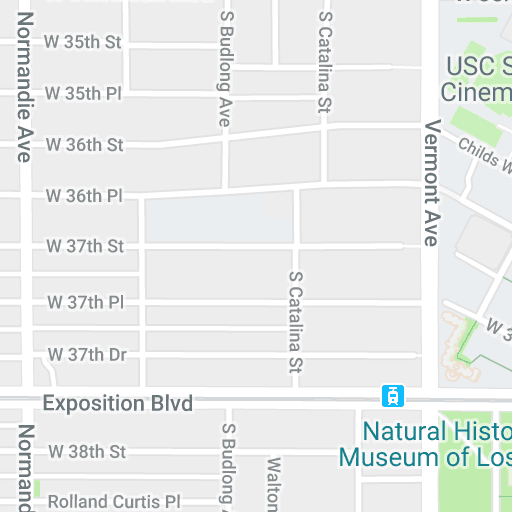 Normandie Ave
S Budlong Ave
S Catalina St
W 35th St
USC S
Cinem
W 35th Pl
Vermont Ave
W 36th St
Childs W
W 36th Pl
W 37th St
S Catalina St
W 37th Pl
W 3
W 37th Dr
Exposition Blvd
Normand
S Budlong A
Natural Histo
Museum of Los
W 38th St
Walton
Rolland Curtis Pl